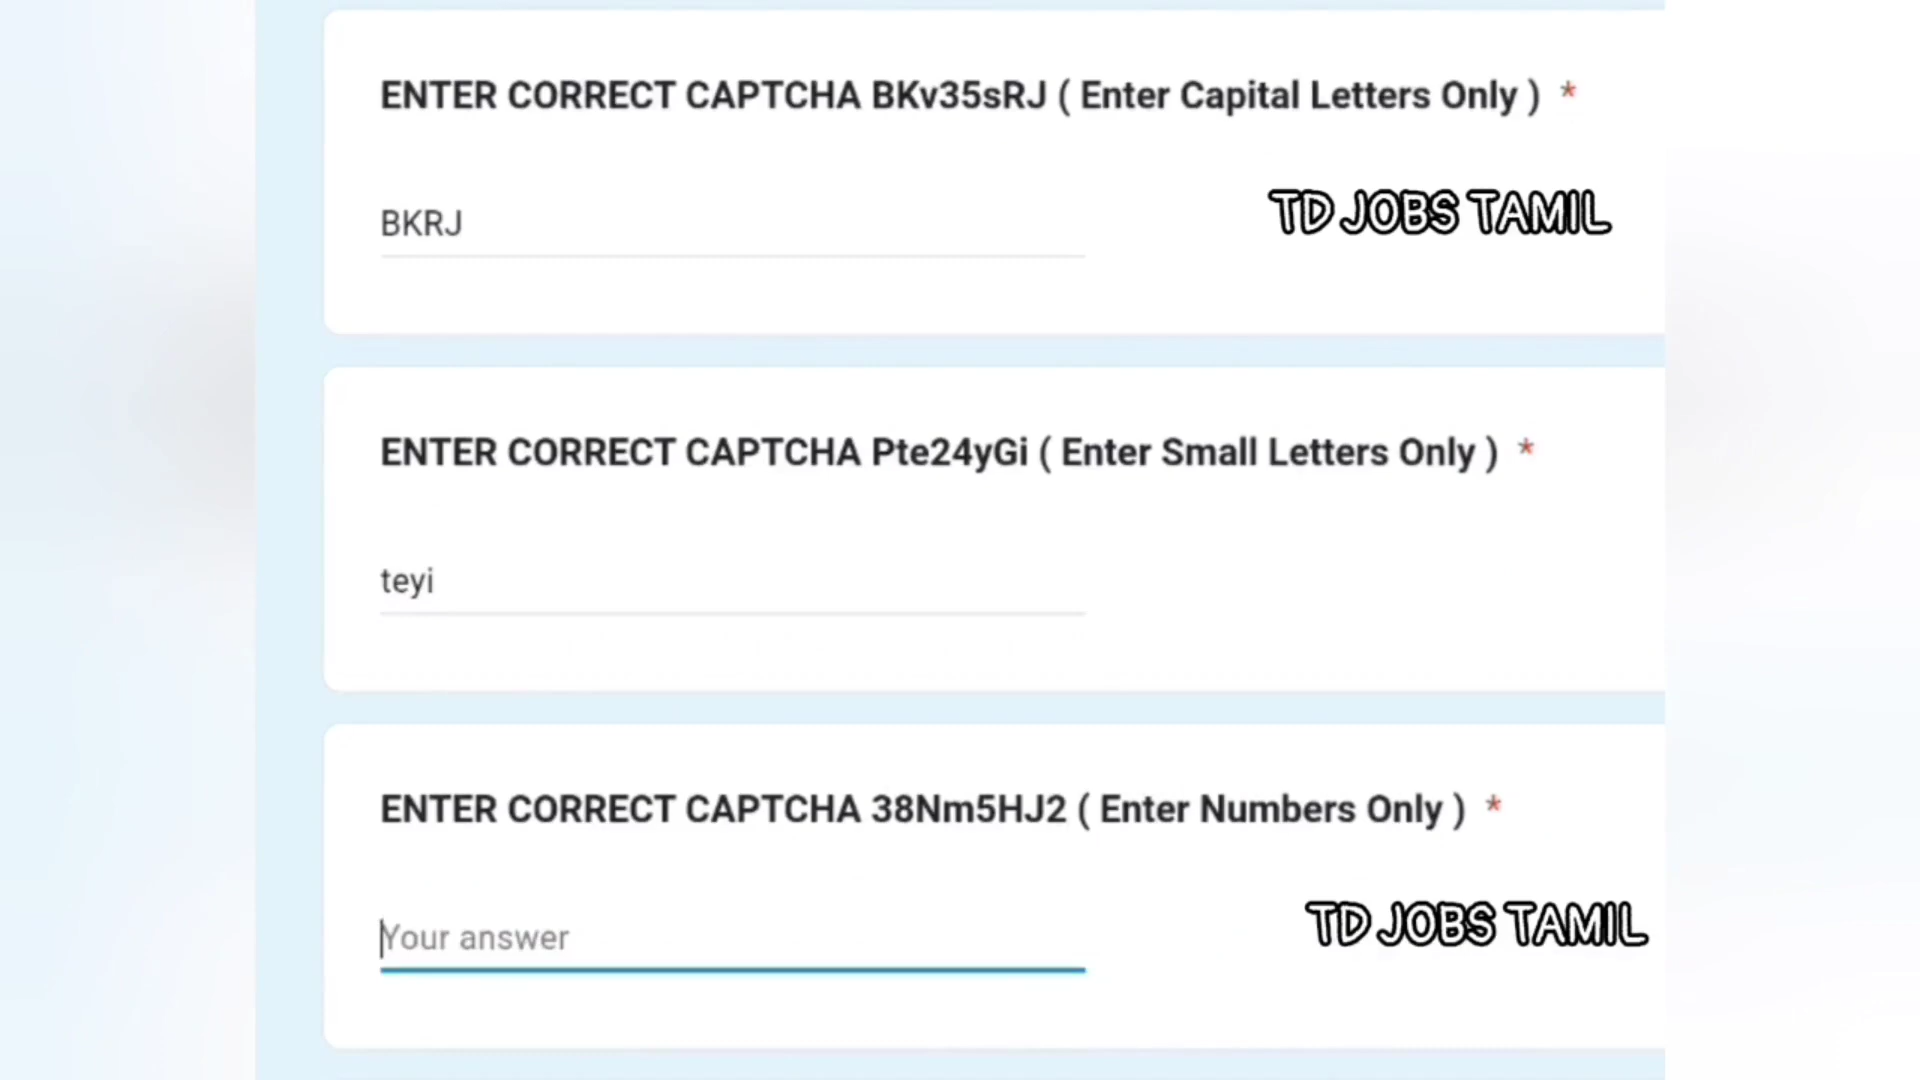 ENTER CORRECT CAPTCHA BKv35sRJ ( Enter Capital Letters Only ) *
BKRJ
TD JOBS TAMIL
ENTER CORRECT CAPTCHA Pte24yGi ( Enter Small Letters Only ) *
teyi
ENTER CORRECT CAPTCHA 38Nm5HJ2 ( Enter Numbers Only ) *
Your answer
TD JOBS TAMIL